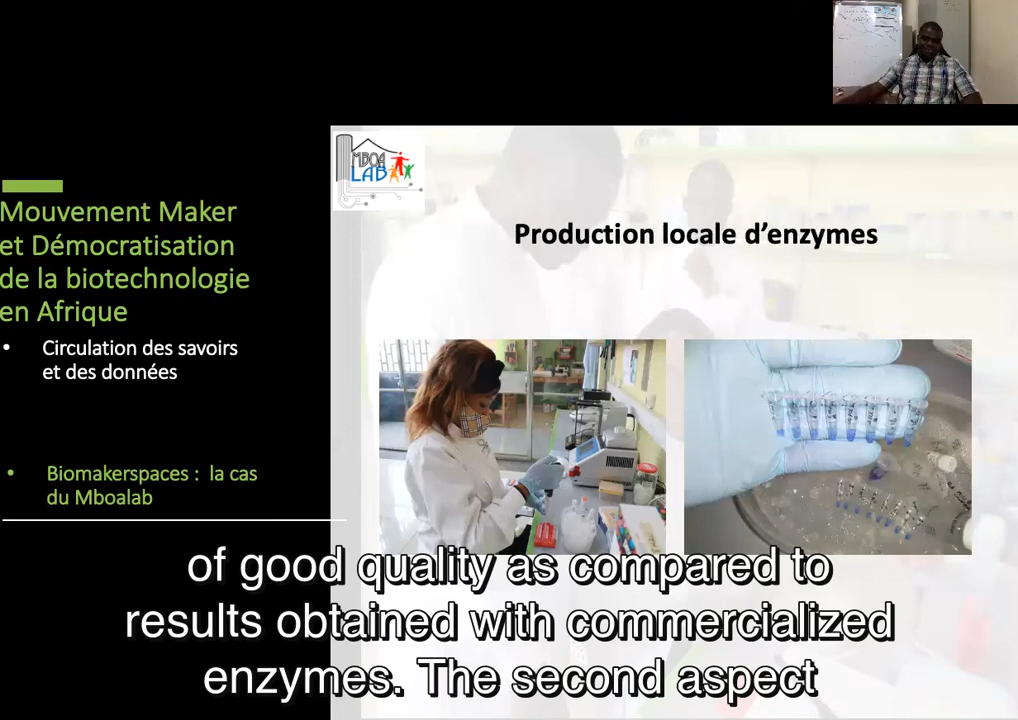 MBOA
LAB
Mouvement Maker
et Démocratisation
de la biotechnologie
en Afrique
• Circulation des savoirs
et des données
• Biomakerspaces : la cas
du Mboalab
Production locale d’enzymes
of good quality as compared to
results obtained with commercialized
enzymes. The second aspect